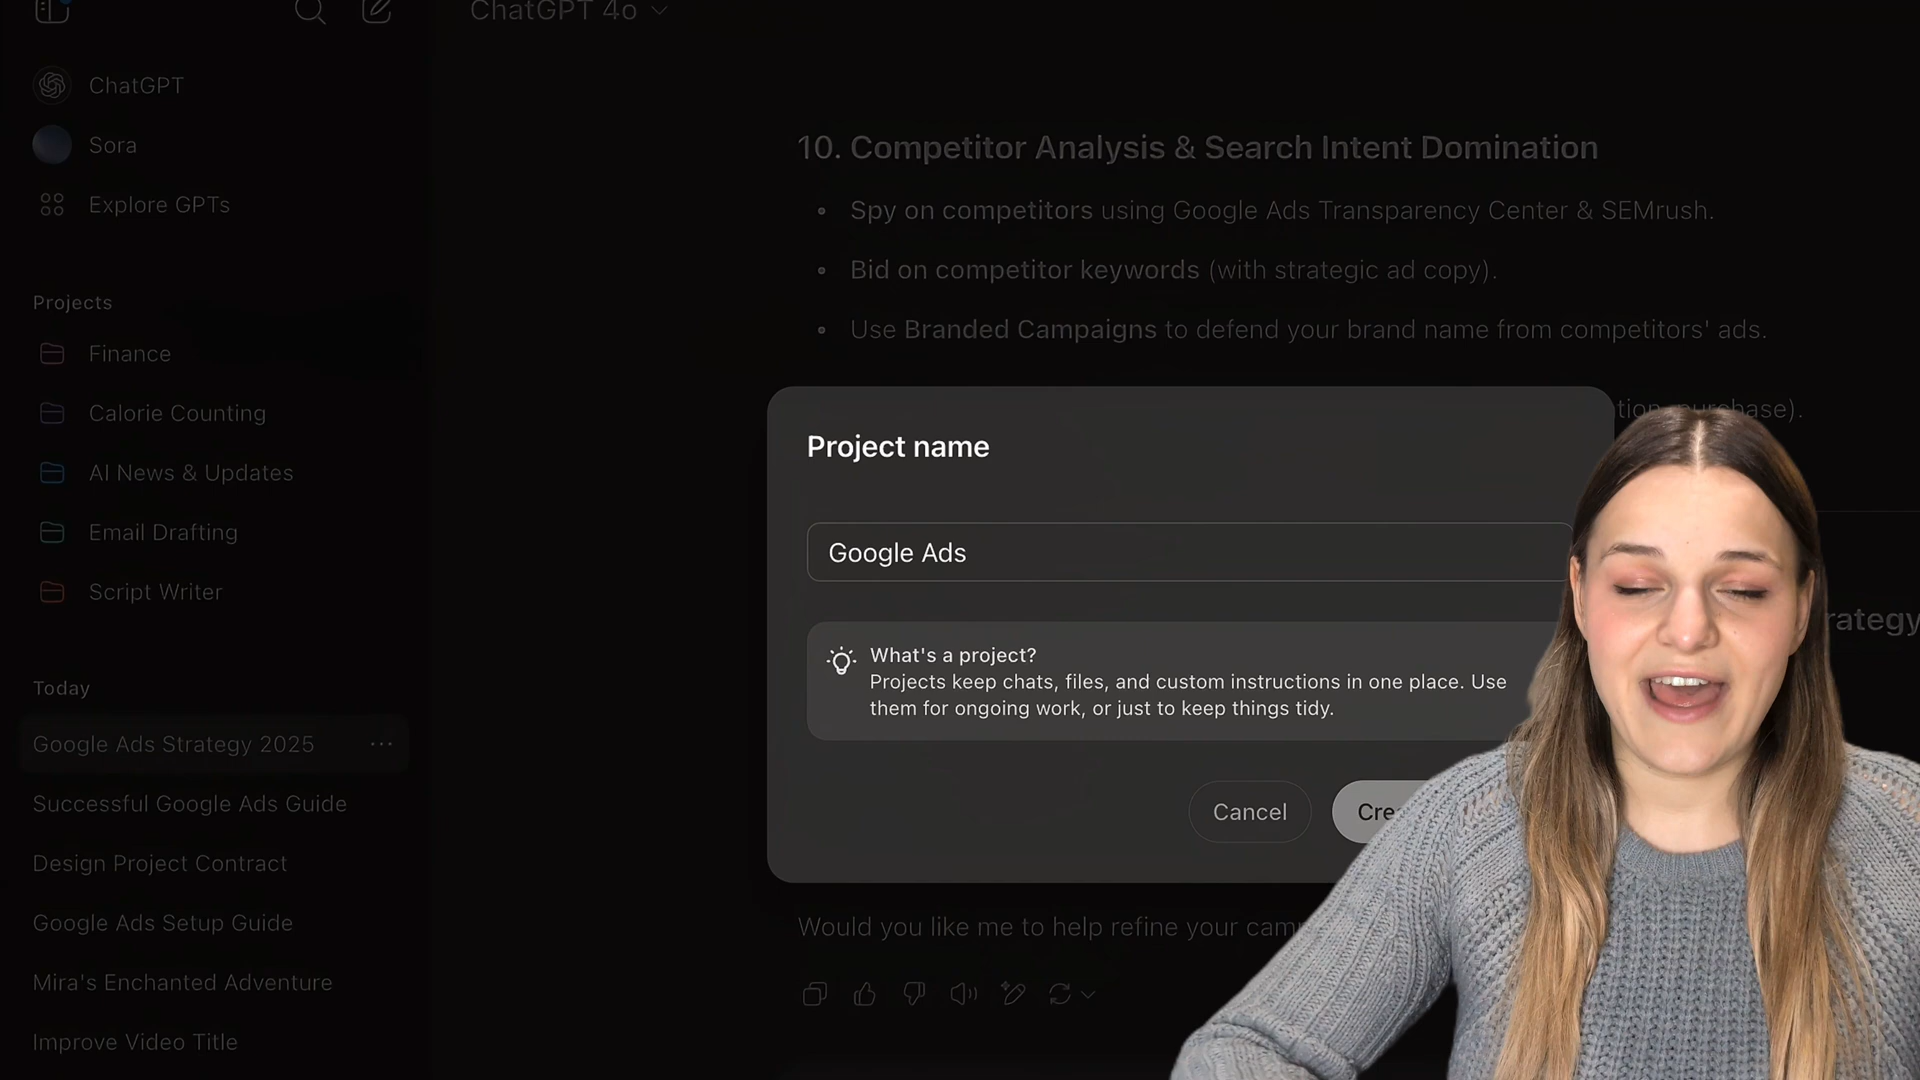 ChatGPT 4o
ChatGPT
Sora
Explore GPTs
Projects
Finance
Calorie Counting
AI News & Updates
Email Drafting
Script Writer
Today
Google Ads Strategy 2025
Successful Google Ads Guide
Design Project Contract
Google Ads Setup Guide
Mira's Enchanted Adventure
Improve Video Title
10. Competitor Analysis & Search Intent Domination
Spy on competitors using Google Ads Transparency Center & SEMrush.
Bid on competitor keywords (with strategic ad copy).
Use Branded Campaigns to defend your brand name from competitors' ads.
purchase).
Project name
Google Ads
What's a project?
Projects keep chats, files, and custom instructions in one place. Use
them for ongoing work, or just to keep things tidy.
Cancel
Would you like me to help refine your